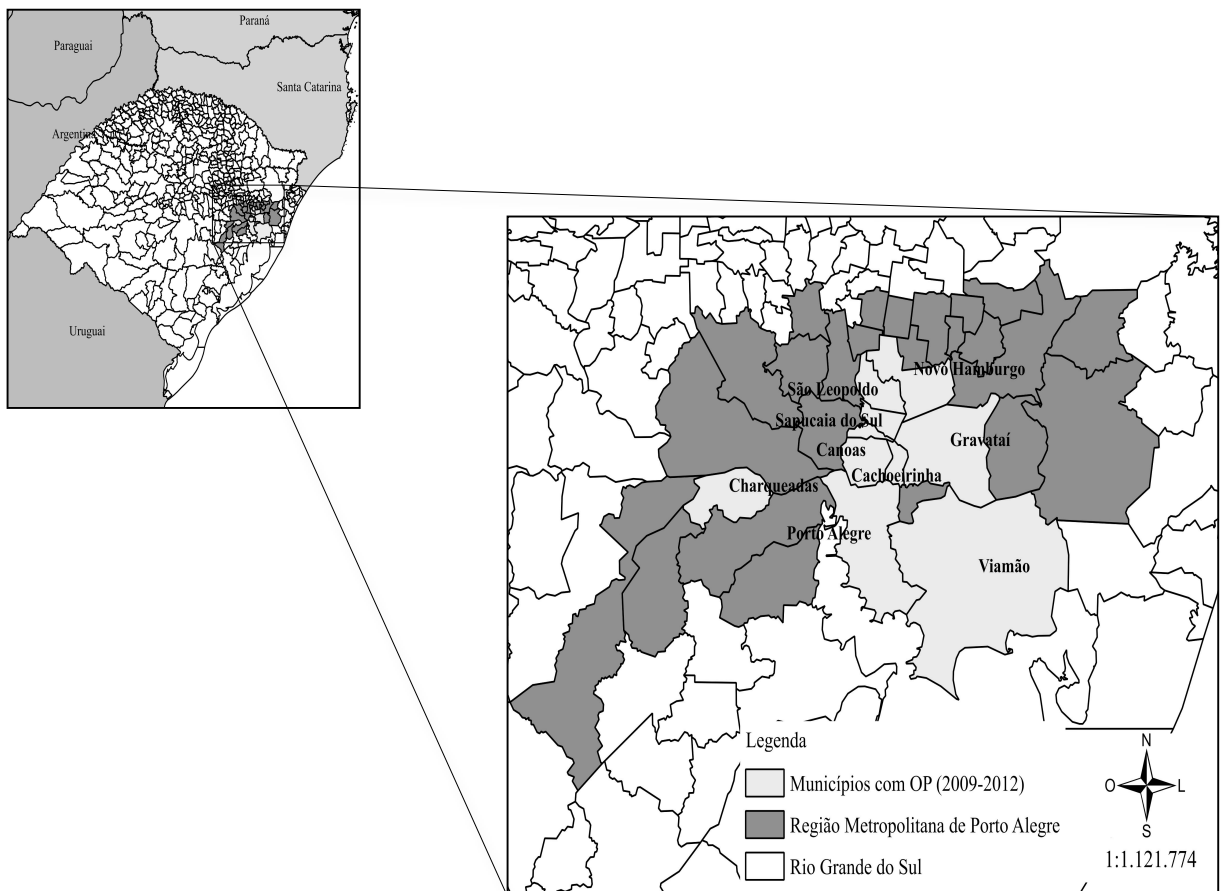 Paraná
Paraguai
Santa Catarina
Argentina
Uruguai
Novo Hamburgo
São Leopoldo
Sapucaia do Sul
Gravataí
Canoas
Cachoeirinha
Charqueadas
Porto Alegre
Viamão
Legenda
Municípios com OP (2009-2012)
Região Metropolitana de Porto Alegre
Rio Grande do Sul
N
O L
S
1:1.121.774